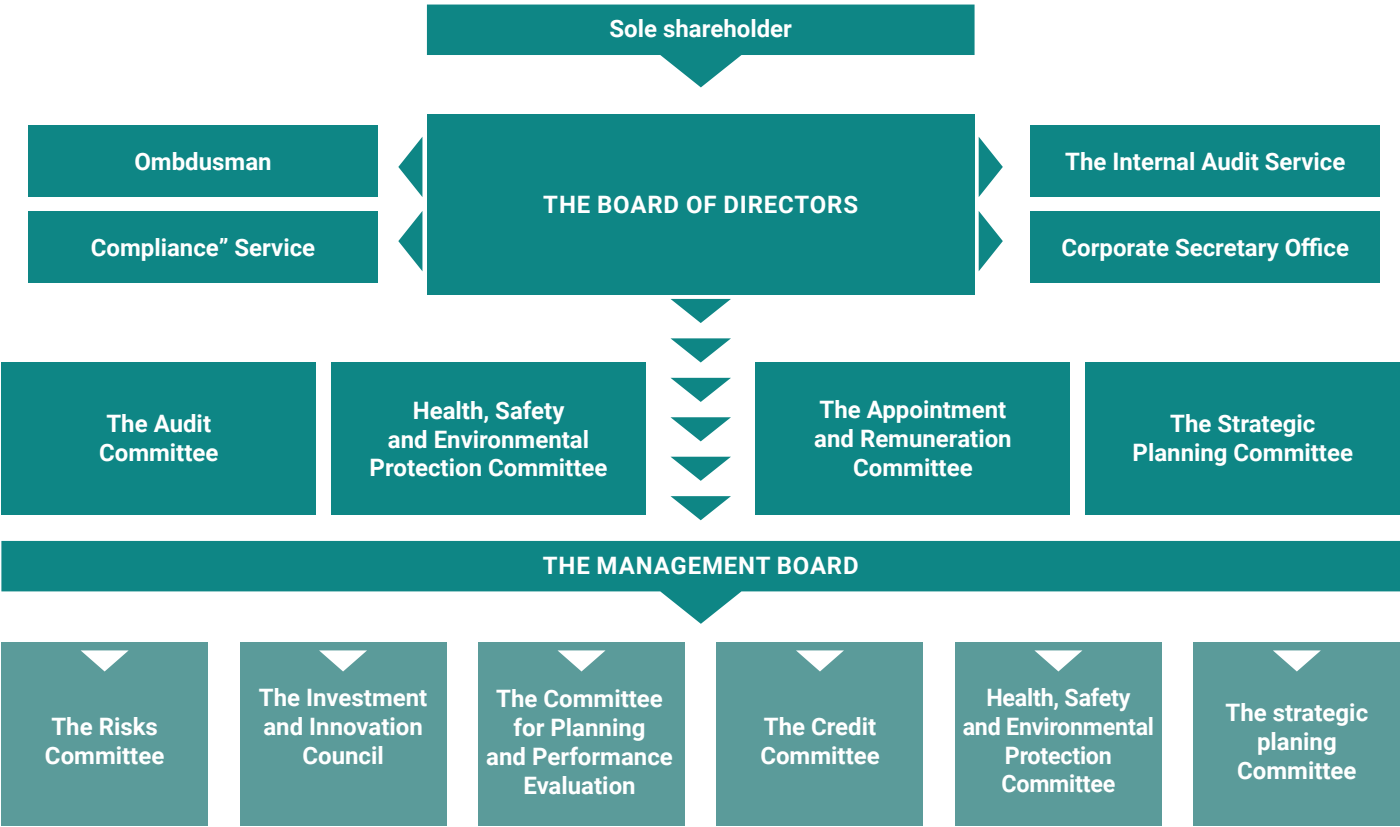 Sole shareholder
Ombdusman
Compliance” Service
THE BOARD OF DIRECTORS
The Internal Audit Service
Corporate Secretary Office
The Audit
Committee
Health, Safety
and Environmental
Protection Committee
The Appointment
and Remuneration
Committee
The Strategic
Planning Committee
THE MANAGEMENT BOARD
The Risks
Committee
The Investment
and Innovation
Council
The Committee
for Planning
and Performance
Evaluation
The Credit
Committee
Health, Safety
and Environmental
Protection
Committee
The strategic
planing
Committee